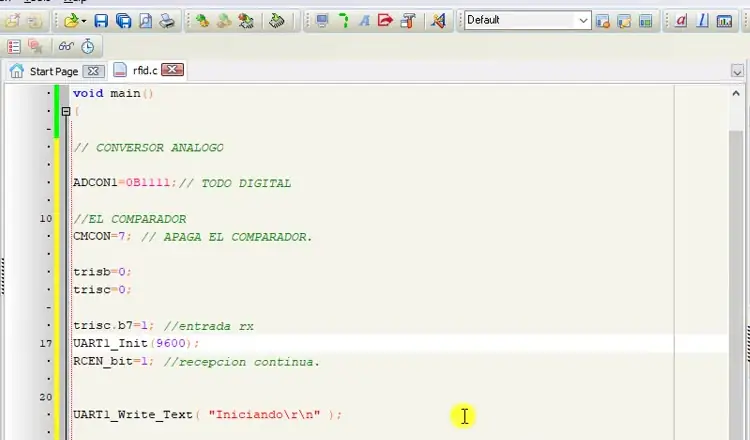 Default
Start Page
rfid.c
void main()
{
// CONVERSOR ANALOGO
ADCON1=0B1111;// TODO DIGITAL
10
//EL COMPARADOR
CMCON=7; // APAGA EL COMPARADOR.
trisb=0;
trisc=0;
trisc.b7=1; //entrada rx
17
UART1_Init(9600);
RCEN_bit=1; //recepcion continua.
20
UART1_Write_Text( "Iniciando\r\n" );